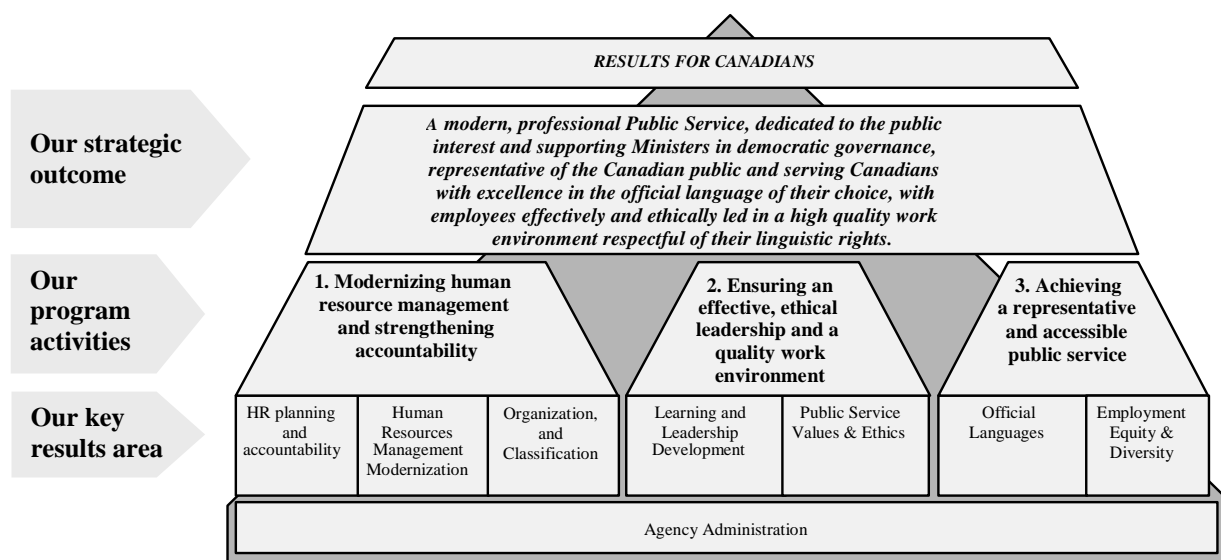 RESULTS FOR CANADIANS
Our strategic
outcome
A modern, professional Public Service, dedicated to the public
interest and supporting Ministers in democratic governance,
representative of the Canadian public and serving Canadians
with excellence in the official language of their choice, with
employees effectively and ethically led in a high quality work
environment respectful of their linguistic rights.
Our
program
activities
1. Modernizing human
resource management
and strengthening
accountability
2. Ensuring an
effective, ethical
leadership and a
quality work
environment
3. Achieving
a representative
and accessible
public service
Our key
results area
HR planning
and
accountability
Human
Resources
Management
Modernization
Organization,
and
Classification
Learning and
Leadership
Development
Public Service
Values & Ethics
Official
Languages
Employment
Equity &
Diversity
Agency Administration